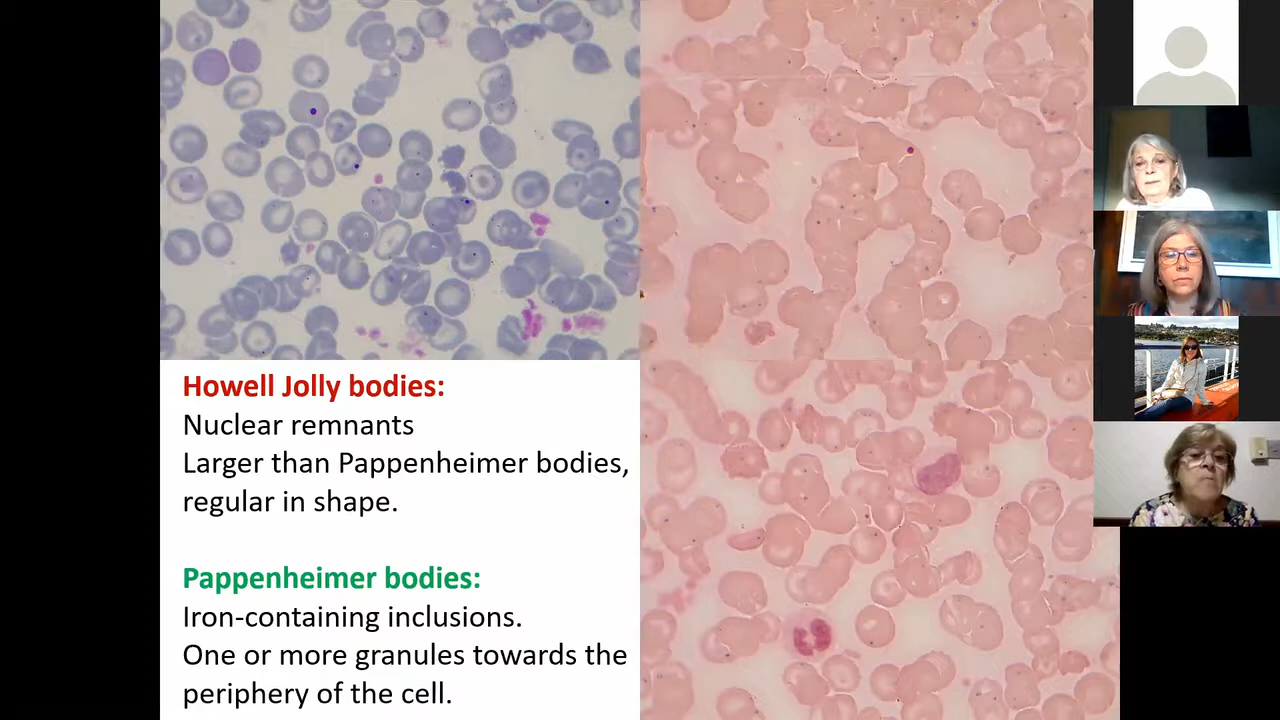 Howell Jolly bodies:
Nuclear remnants
Larger than Pappenheimer bodies,
regular in shape.
Pappenheimer bodies:
Iron-containing inclusions.
One or more granules towards the
periphery of the cell.